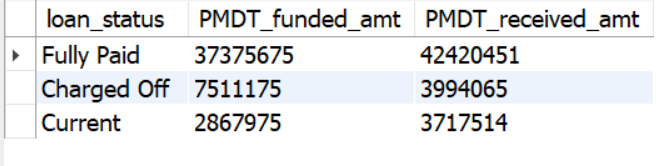 loan_status PMDT_funded_amt PMDT_received_amt
Fully Paid 37375675 42420451
Charged Off 7511175 3994065
Current 2867975 3717514